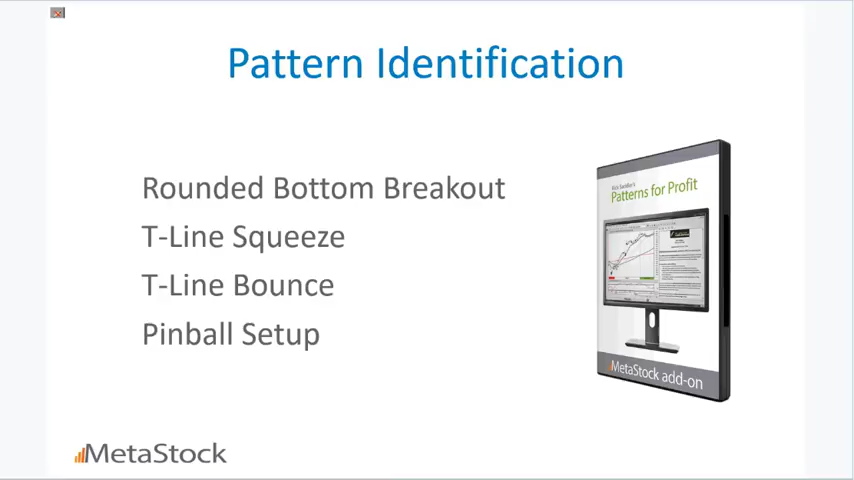 Pattern Identification
Rounded Bottom Breakout
T-Line Squeeze
T-Line Bounce
Pinball Setup
Patterns for Profit
MetaStock add-on
MetaStock